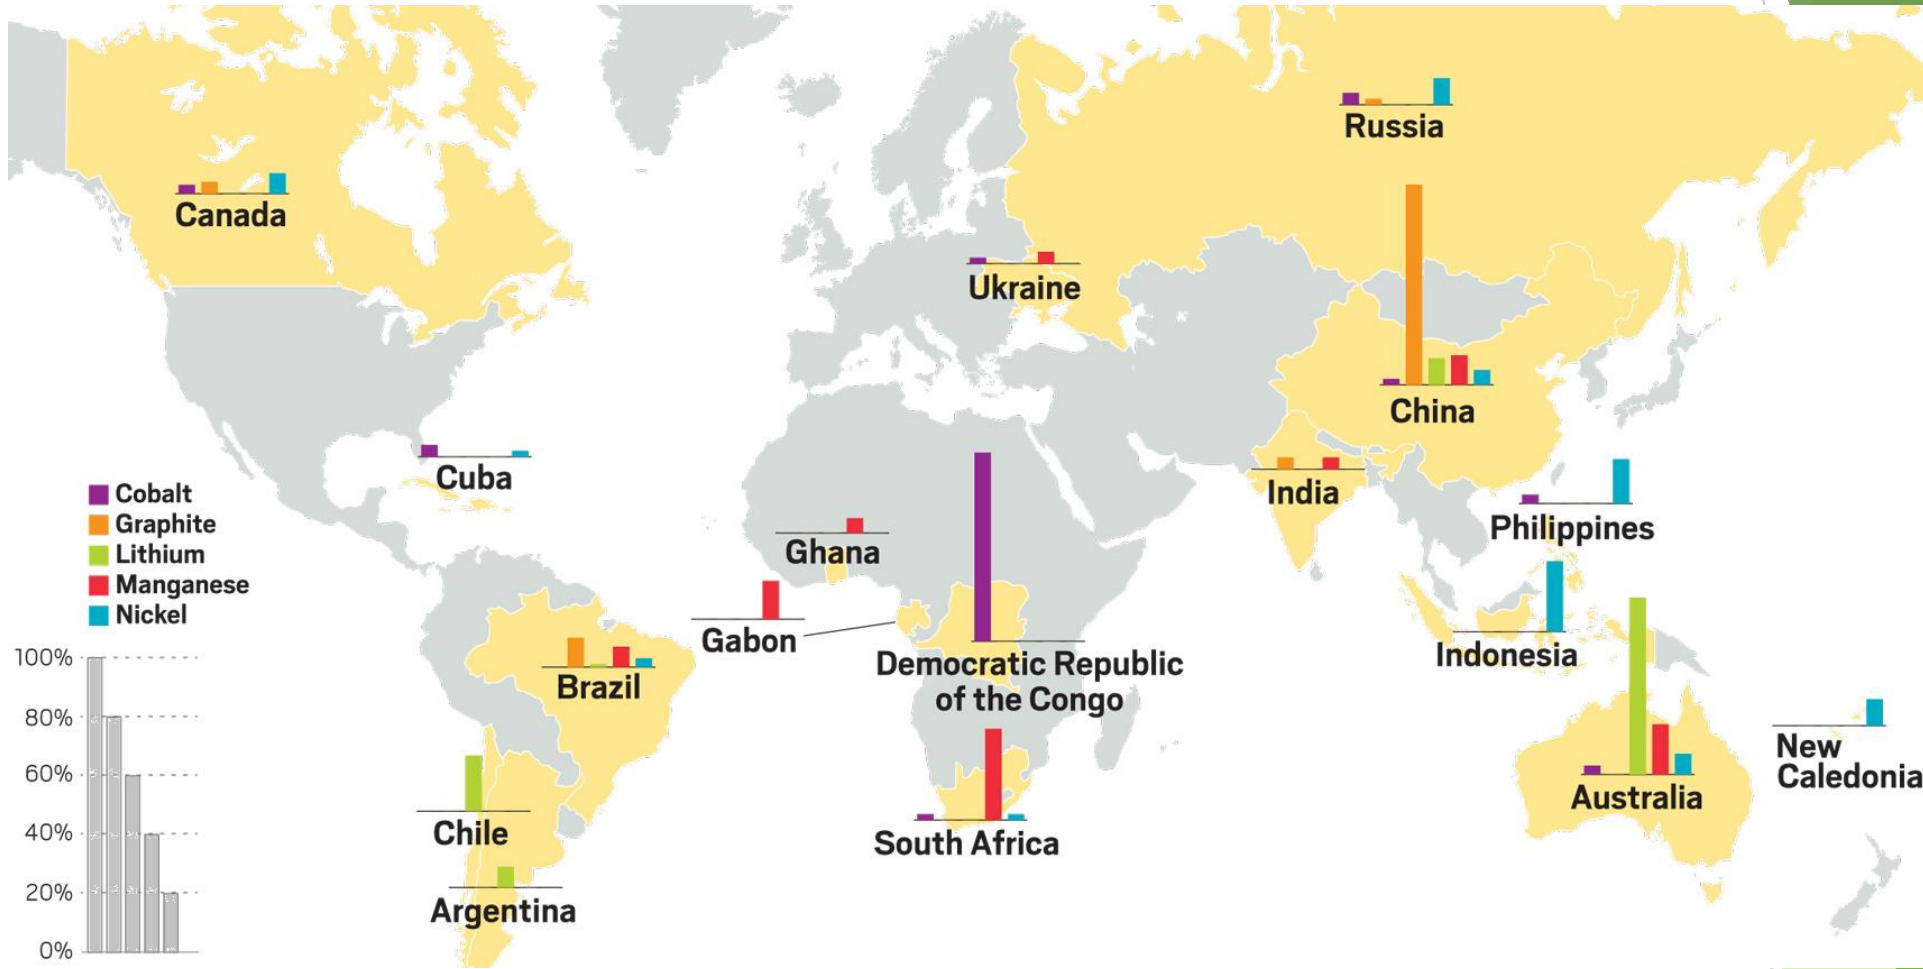 Russia
Canada
Ukraine
China
Cuba
India
Cobalt
Graphite
Lithium
Manganese
Nickel
Philippines
Ghana
Gabon
Indonesia
Democratic Republic
of the Congo
Brazil
New
Caledonia
Australia
Chile
South Africa
Argentina
100%
80%
60%
40%
20%
0%